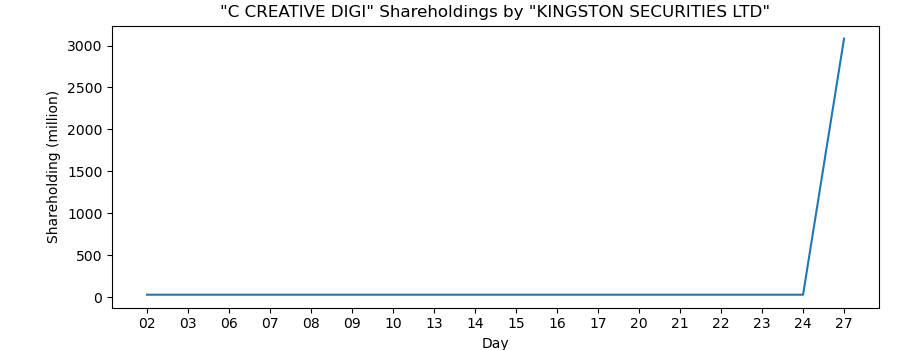 "C CREATIVE DIGI" Shareholdings by "KINGSTON SECURITIES LTD"
Shareholding (million)
3000
2500
2000
1500
1000
500
0
02 03 06 07 08 09 10 13 14 15 16 17 20 21 22 23 24 27
Day